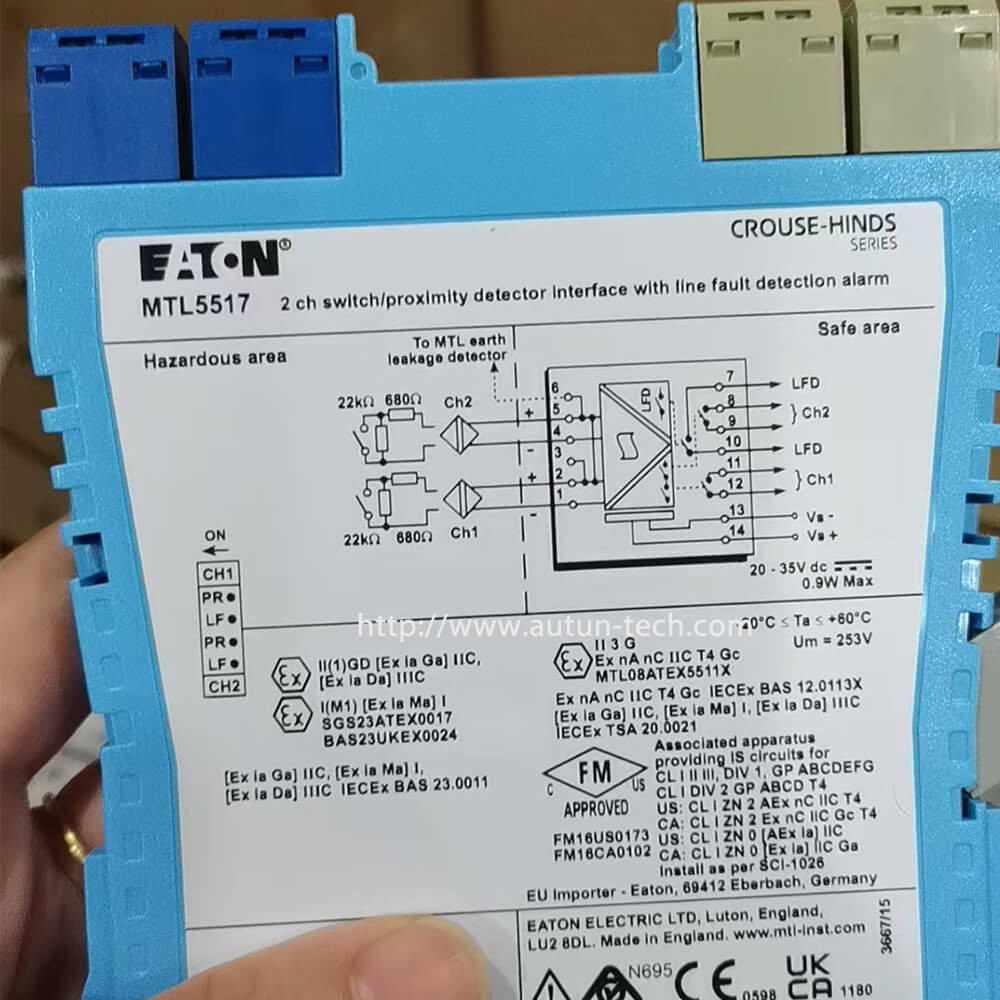 EATON®
CROUSE-HINDS
SERIES
MTL5517 2 ch switch/proximity detector interface with line fault detection alarm
Hazardous area
To MTL earth
leakage detector
Safe area
22kΩ 680Ω Ch2
+
-
22kΩ 680Ω Ch1
+
-
6
5
4
3
2
1
LFD
7 LFD
8
9 } Ch2
10 LFD
11
12 } Ch1
13 Vs -
14 Vs +
20 - 35V dc
0.9W Max
ON
CH1
PR
LF
PR
LF
CH2
http://www.autun-tech.com
20°C ≤ Ta ≤ +60°C
Um = 253V
Ex II(1)GD [Ex ia Ga] IIC,
[Ex ia Da] IIIC
Ex I(M1) [Ex ia Ma] I
SGS23ATEX0017
BAS23UKEX0024
[Ex ia Ga] IIC, [Ex ia Ma] I,
[Ex ia Da] IIIC IECEx BAS 23.0011
Ex II 3 G
Ex nA nC IIC T4 Gc
MTL08ATEX5511X
Ex nA nC IIC T4 Gc IECEx BAS 12.0113X
[Ex ia Ga] IIC, [Ex ia Ma] I, [Ex ia Da] IIIC
IECEx TSA 20.0021
C FM US
APPROVED
FM16US0173
FM16CA0102
Associated apparatus
providing IS circuits for
CL I II III, DIV 1, GP ABCDEFG
CL I DIV 2 GP ABCD T4
US: CL I ZN 2 AEx nC IIC T4
CA: CL I ZN 2 Ex nC IIC Gc T4
US: CL I ZN 0 [AEx ia] IIC
CA: CL I ZN 0 [Ex ia] IIC Ga
Install as per SCI-1026
EU Importer - Eaton, 69412 Eberbach, Germany
EATON ELECTRIC LTD, Luton, England,
LU2 8DL. Made in England. www.mtl-inst.com
3667/15
N695 CE 0598 UK
CA 1180